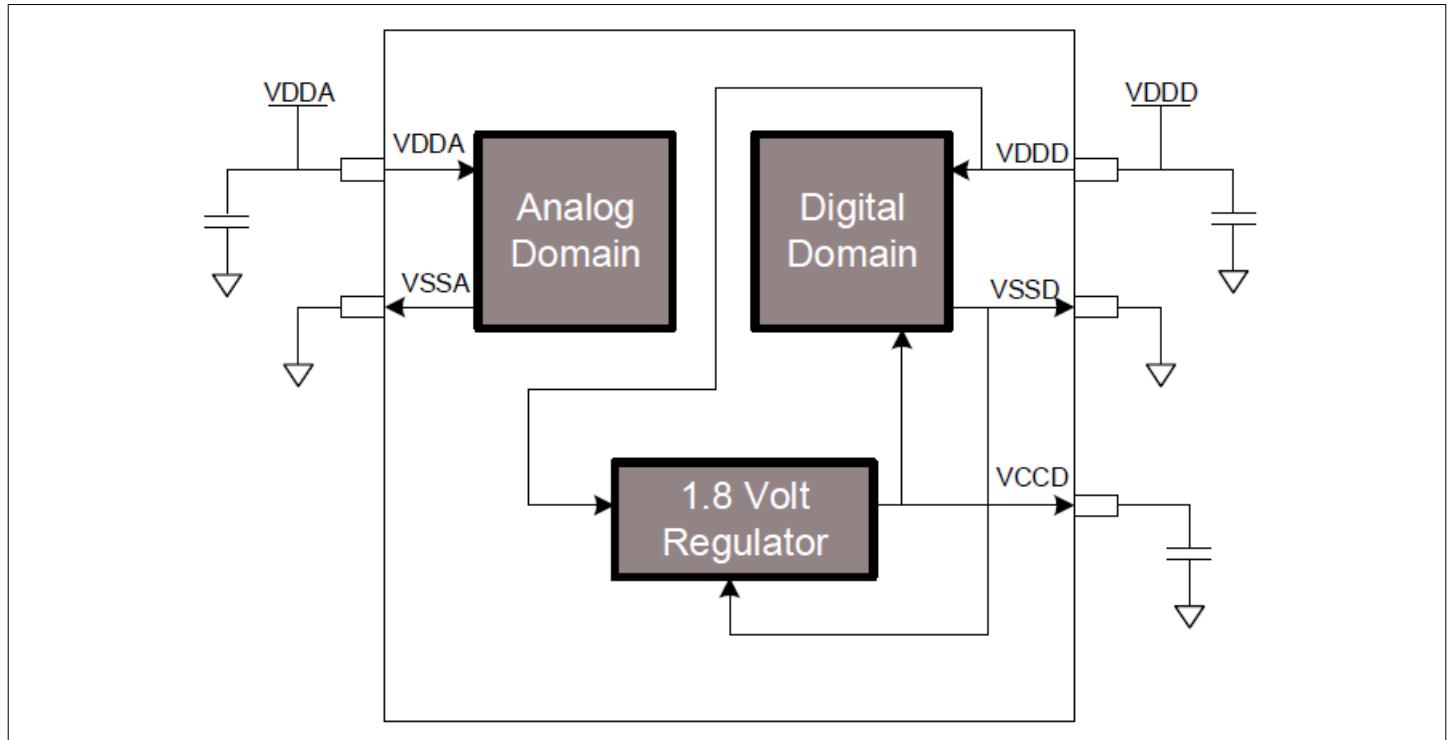 VDDA
VDDD
VDDA
VDDD
Analog
Domain
Digital
Domain
VSSA
VSSD
VCCD
1.8 Volt
Regulator